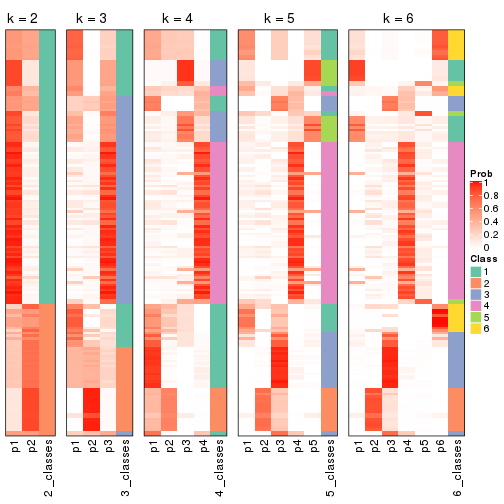 k = 2
k = 3
k = 4
k = 5
k = 6
p1
p2
2_classes
p1
p2
p3
3_classes
p1
p2
p3
p4
4_classes
p1
p2
p3
p4
p5
5_classes
p1
p2
p3
p4
p5
p6
6_classes
Prob
1
0.8
0.6
0.4
0.2
0
Class
1
2
3
4
5
6